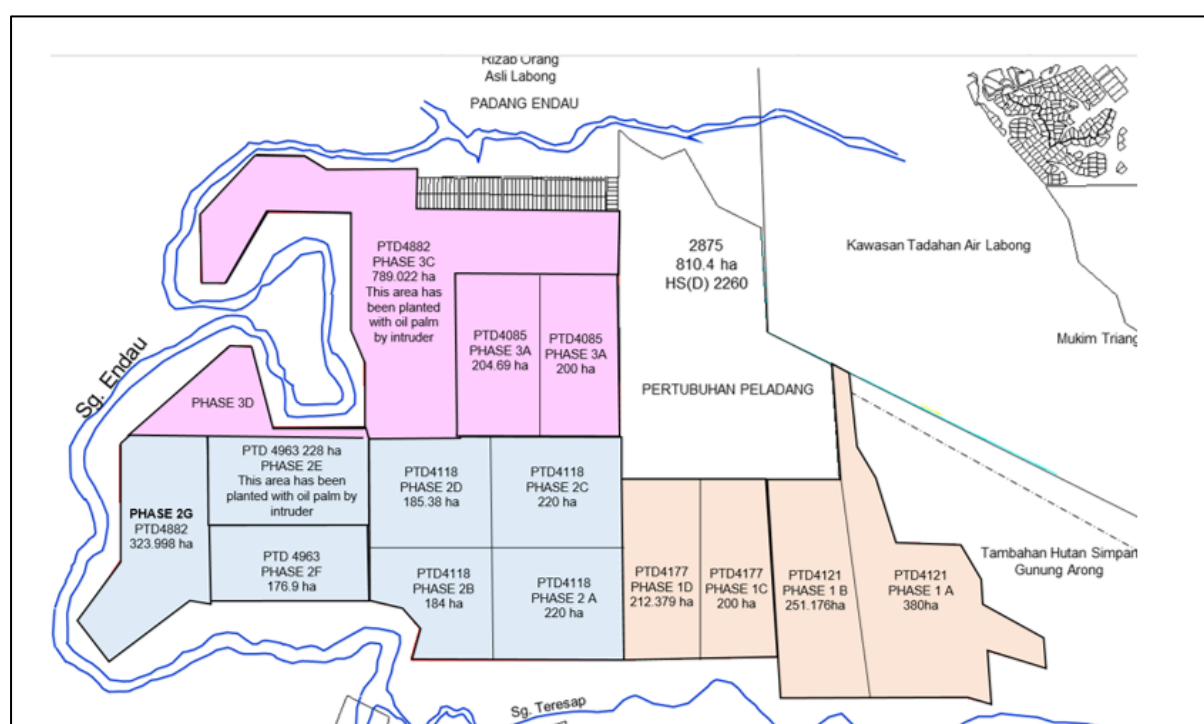 Rizab Orang
Asli Labong
PADANG ENDAU
2875
810.4 ha
HS(D) 2260
Kawasan Tadahan Air Labong
Mukim Triang
PTD4882
PHASE 3C
789.022 ha
This area has
been planted
with oil palm
by intruder
PTD4085
PHASE 3A
204.69 ha
PTD4085
PHASE 3A
200 ha
Sg. Endau
PERTUBUHAN PELADANG
PHASE 3D
PTD 4963 228 ha
PHASE 2E
This area has been
planted with oil palm by
intruder
PTD4118
PHASE 2D
185.38 ha
PTD4118
PHASE 2C
220 ha
PHASE 2G
PTD4882
323.998 ha
PTD 4963
PHASE 2F
176.9 ha
PTD4118
PHASE 2B
184 ha
PTD4118
PHASE 2 A
220 ha
PTD4177
PHASE 1D
212.379 ha
PTD4177
PHASE 1C
200 ha
PTD4121
PHASE 1 B
251.176ha
PTD4121
PHASE 1 A
380ha
Tambahan Hutan Simpan
Gunung Arong
Sg. Teresap